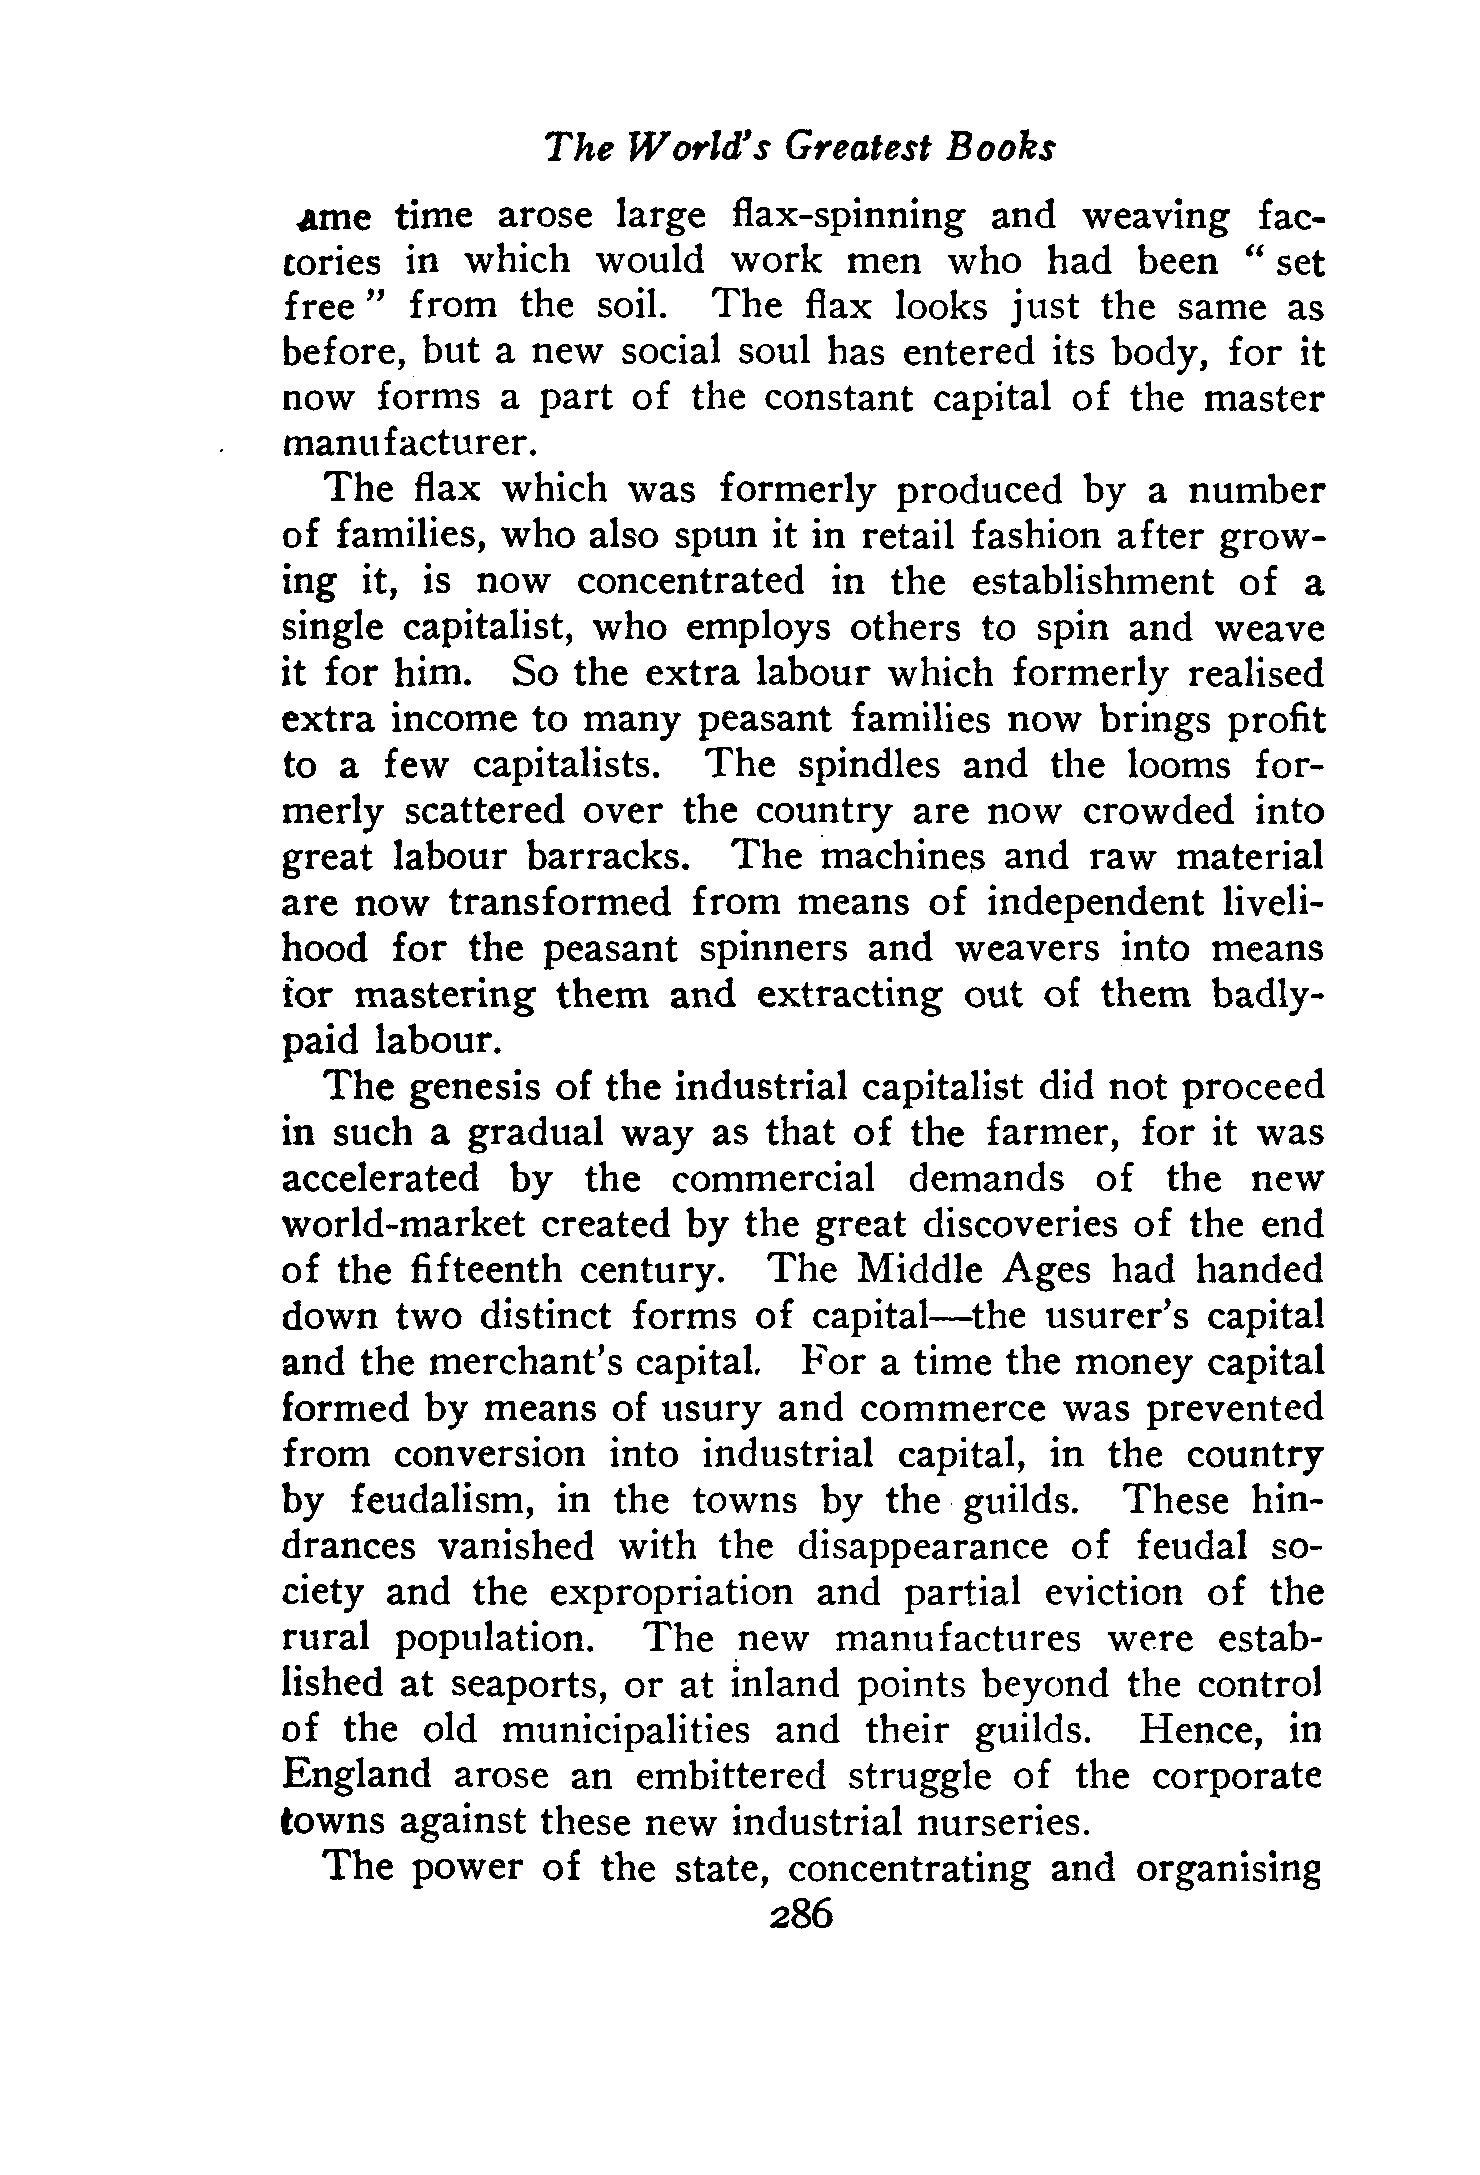 The World's Greatest Books
ame time arose large flax-spinning and weaving fac-
tories in which would work men who had been " set
free " from the soil. The flax looks just the same as
before, but a new social soul has entered its body, for it
now forms a part of the constant capital of the master
manufacturer.
The flax which was formerly produced by a number
of families, who also spun it in retail fashion after grow-
ing it, is now concentrated in the establishment of a
single capitalist, who employs others to spin and weave
it for him. So the extra labour which formerly realised
extra income to many peasant families now brings profit
to a few capitalists. The spindles and the looms for-
merly scattered over the country are now crowded into
great labour barracks. The machines and raw material
are now transformed from means of independent liveli-
hood for the peasant spinners and weavers into means
for mastering them and extracting out of them badly-
paid labour.
The genesis of the industrial capitalist did not proceed
in such a gradual way as that of the farmer, for it was
accelerated by the commercial demands of the new
world-market created by the great discoveries of the end
of the fifteenth century. The Middle Ages had handed
down two distinct forms of capital—the usurer's capital
and the merchant's capital. For a time the money capital
formed by means of usury and commerce was prevented
from conversion into industrial capital, in the country
by feudalism, in the towns by the guilds. These hin-
drances vanished with the disappearance of feudal so-
ciety and the expropriation and partial eviction of the
rural population. The new manufactures were estab-
lished at seaports, or at inland points beyond the control
of the old municipalities and their guilds. Hence, in
England arose an embittered struggle of the corporate
towns against these new industrial nurseries.
The power of the state, concentrating and organising
286